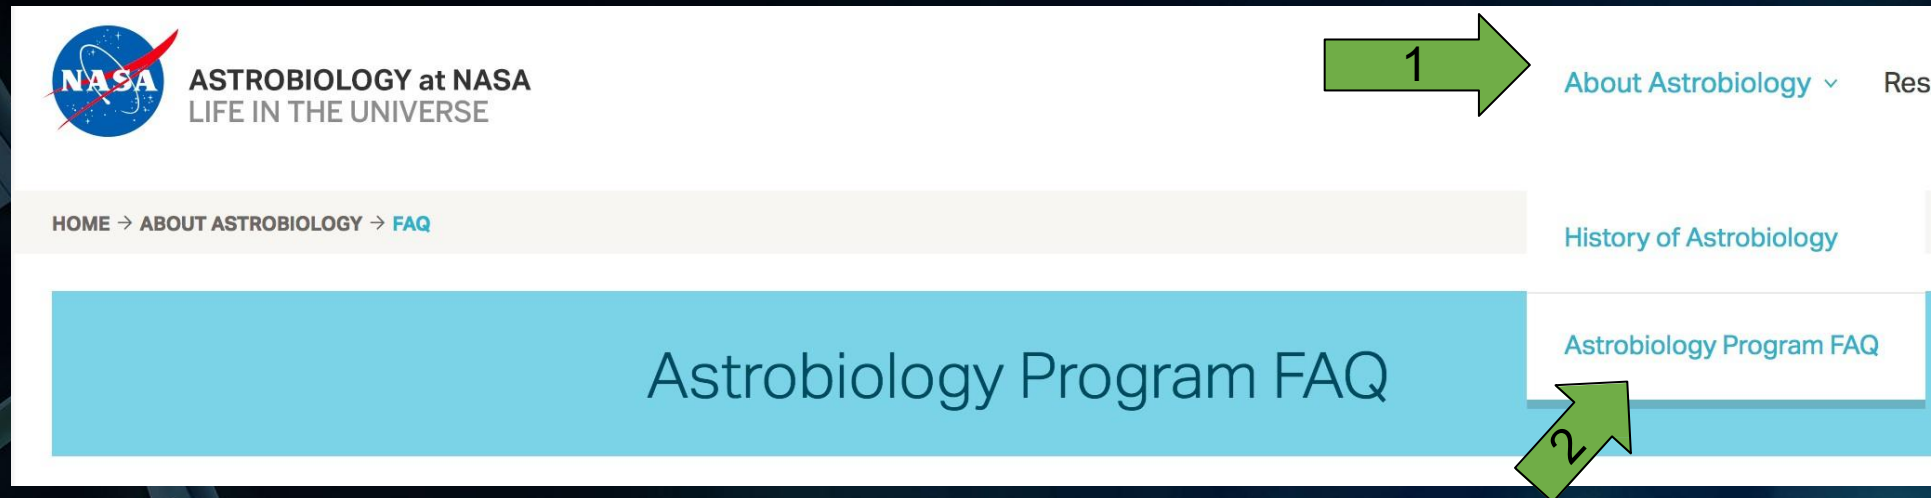 NASA
ASTROBIOLOGY at NASA
LIFE IN THE UNIVERSE
1
About Astrobiology
Res
HOME → ABOUT ASTROBIOLOGY → FAQ
History of Astrobiology
Astrobiology Program FAQ
Astrobiology Program FAQ
2